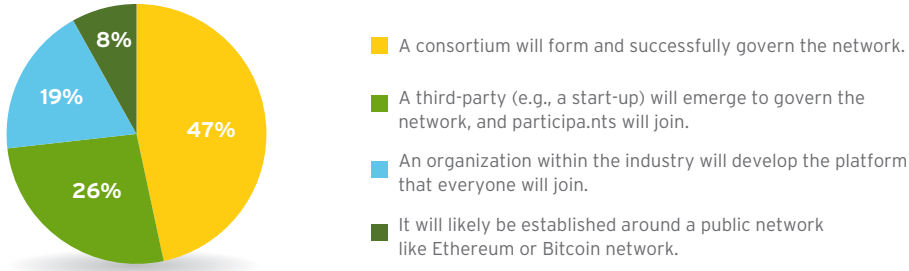 8%
19%
47%
26%
A consortium will form and successfully govern the network.
A third-party (e.g., a start-up) will emerge to govern the
network, and participa.nts will join.
An organization within the industry will develop the platform
that everyone will join.
It will likely be established around a public network
like Ethereum or Bitcoin network.